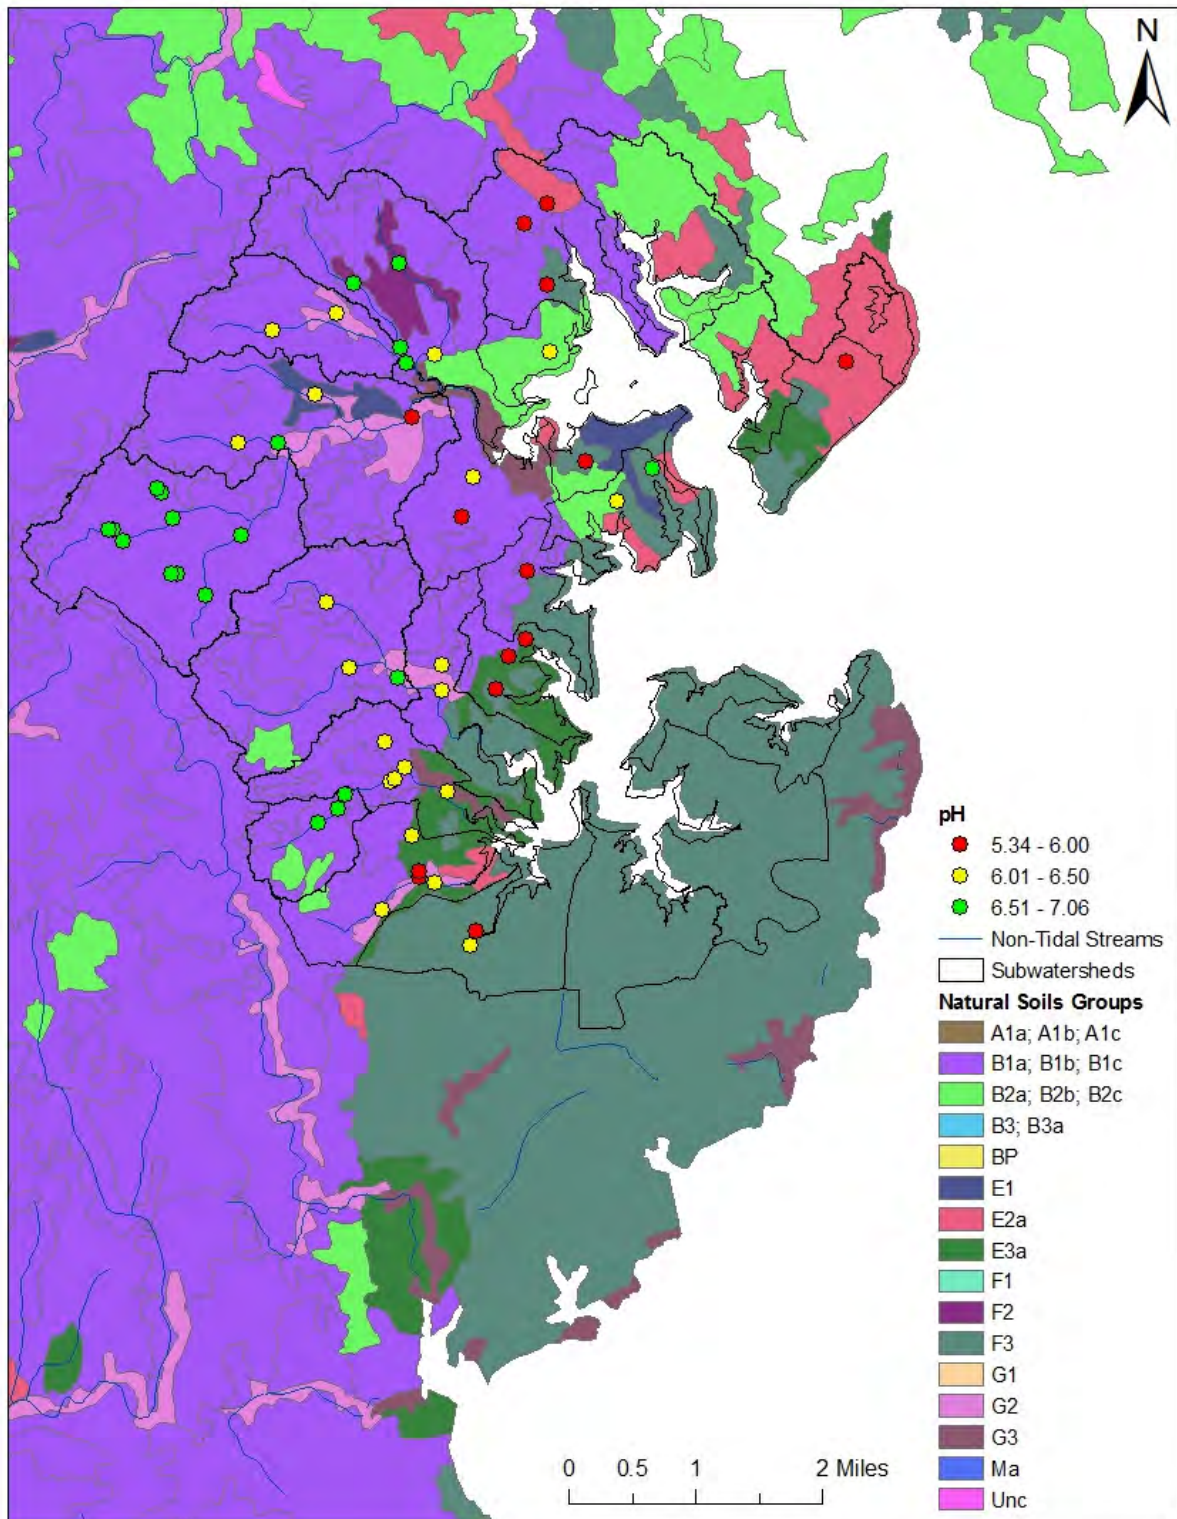 N
pH
5.34 - 6.00
6.01 - 6.50
6.51 - 7.06
Non-Tidal Streams
Subwatersheds
Natural Soils Groups
A1a; A1b; A1c
B1a; B1b; B1c
B2a; B2b; B2c
B3; B3a
BP
E1
E2a
E3a
F1
F2
F3
G1
G2
G3
Ma
Unc
0 0.5 1 2 Miles